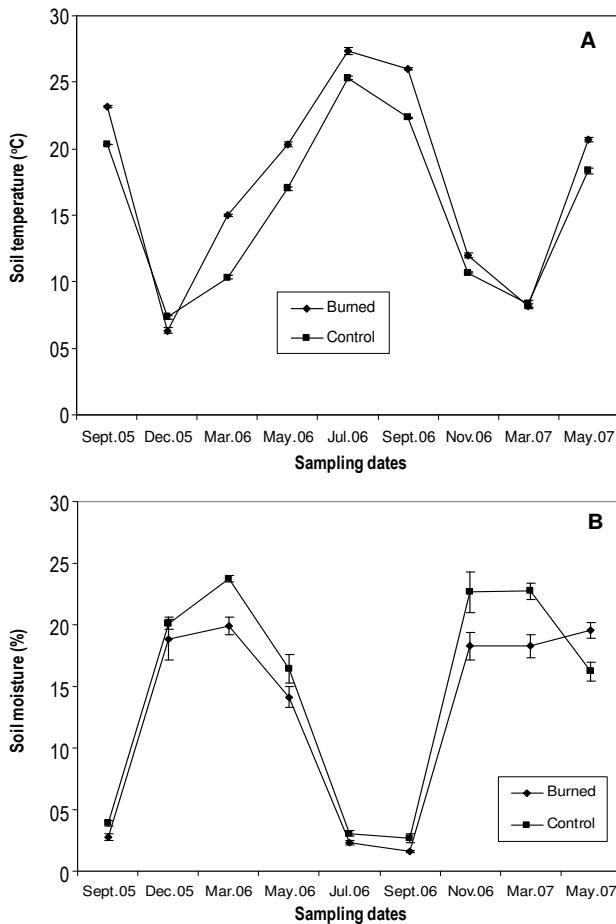 A
30
25
20
15
10
05
0
Soil temperature (ºC)
Burned
Control
Sept.05 Dec.05 Mar.06 May.06 Jul.06 Sept.06 Nov.06 Mar.07 May.07
Sampling dates
B
30
25
20
15
10
05
0
Soil moisture (%)
Burned
Control
Sept.05 Dec.05 Mar.06 May.06 Jul.06 Sept.06 Nov.06 Mar.07 May.07
Sampling dates